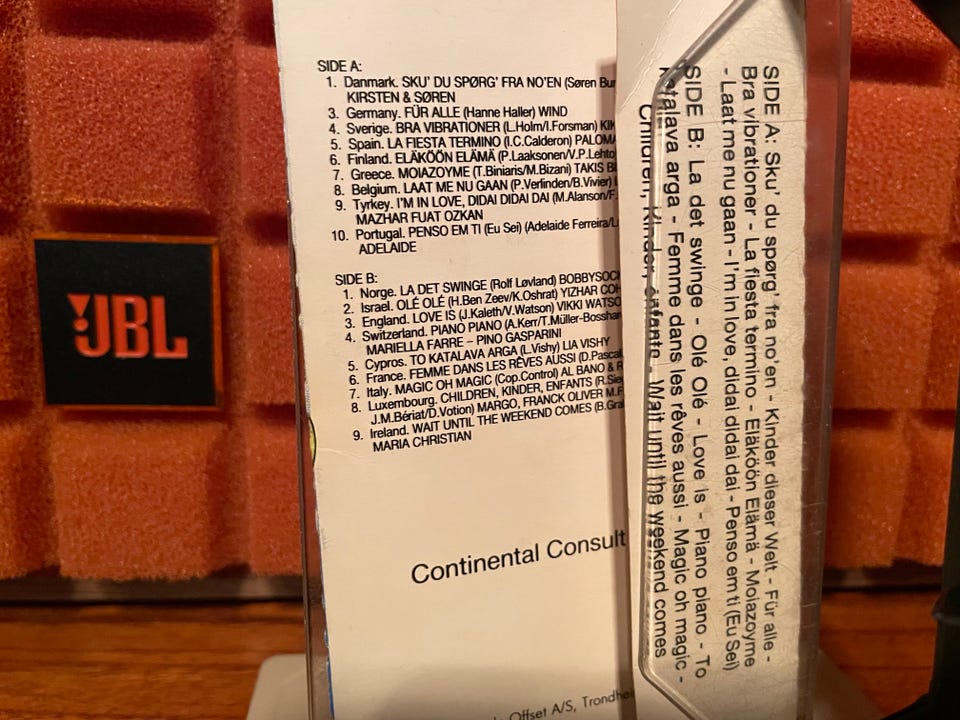 JBL
SIDE A:
1. Danmark. SKU' DU SPØRG' FRA NO'EN (Søren Bun
KIRSTEN & SØREN
3. Germany. FÜR ALLE (Hanne Haller) WIND
4. Sverige. BRA VIBRATIONER (L.Holm/I.Forsman) KIK
5. Spain. LA FIESTA TERMINO (I.C.Calderon) PALOMA
6. Finland. ELÄKÖÖN ELÄMÄ (P.Laaksonen/V.P.Lehto
7. Greece. MOIAZOYME (T.Biniaris/M.Bizani) TAKIS BI
8. Belgium. LAAT ME NU GAAN (P.Verlinden/B.Vivier)
9. Tyrkey. I'M IN LOVE, DIDAI DIDAI DAI (M.Alanson/F.
MAZHAR FUAT OZKAN
10. Portugal. PENSO EM TI (Eu Sei) (Adelaide Ferreira/L
ADELAIDE
SIDE B:
1. Norge. LA DET SWINGE (Rolf Løvland) BOBBYSOC
2. Israel. OLÉ OLÉ (H.Ben Zeev/K.Oshrat) YIZHAR COH
3. England. LOVE IS (J.Kaleth/V.Watson) VIKKI WATSO
4. Switzerland. PIANO PIANO (A.Kerr/T.Müller-Bosshar
MARIELLA FARRE – PINO GASPARINI
5. Cypros. TO KATALAVA ARGA (L.Vishy) LIA VISHY
6. France. FEMME DANS LES RÊVES AUSSI (D.Pascal
7. Italy. MAGIC OH MAGIC (Cop.Control) AL BANO & R
8. Luxembourg. CHILDREN, KINDER, ENFANTS (R.Sieg
J.M.Bériat/D.Votion) MARGO, FRANCK OLIVER M.F
9. Ireland. WAIT UNTIL THE WEEKEND COMES (B.Gra
MARIA CHRISTIAN
Continental Consult
Offset A/S, Trondhei
SIDE A: Sku' du spørg' fra no'en - Kinder dieser Welt - Für alle -
Bra vibrationer - La fiesta termino - Eläköön Elämä - Moiazoyme
- Laat me nu gaan - I'm in love, didai didai dai - Penso em ti (Eu Sei)
SIDE B: La det swinge - Olé Olé - Love is - Piano piano - To
katalava arga - Femme dans les rêves aussi - Magic oh magic -
Children, Kinder, enfants - Wait until the weekend comes